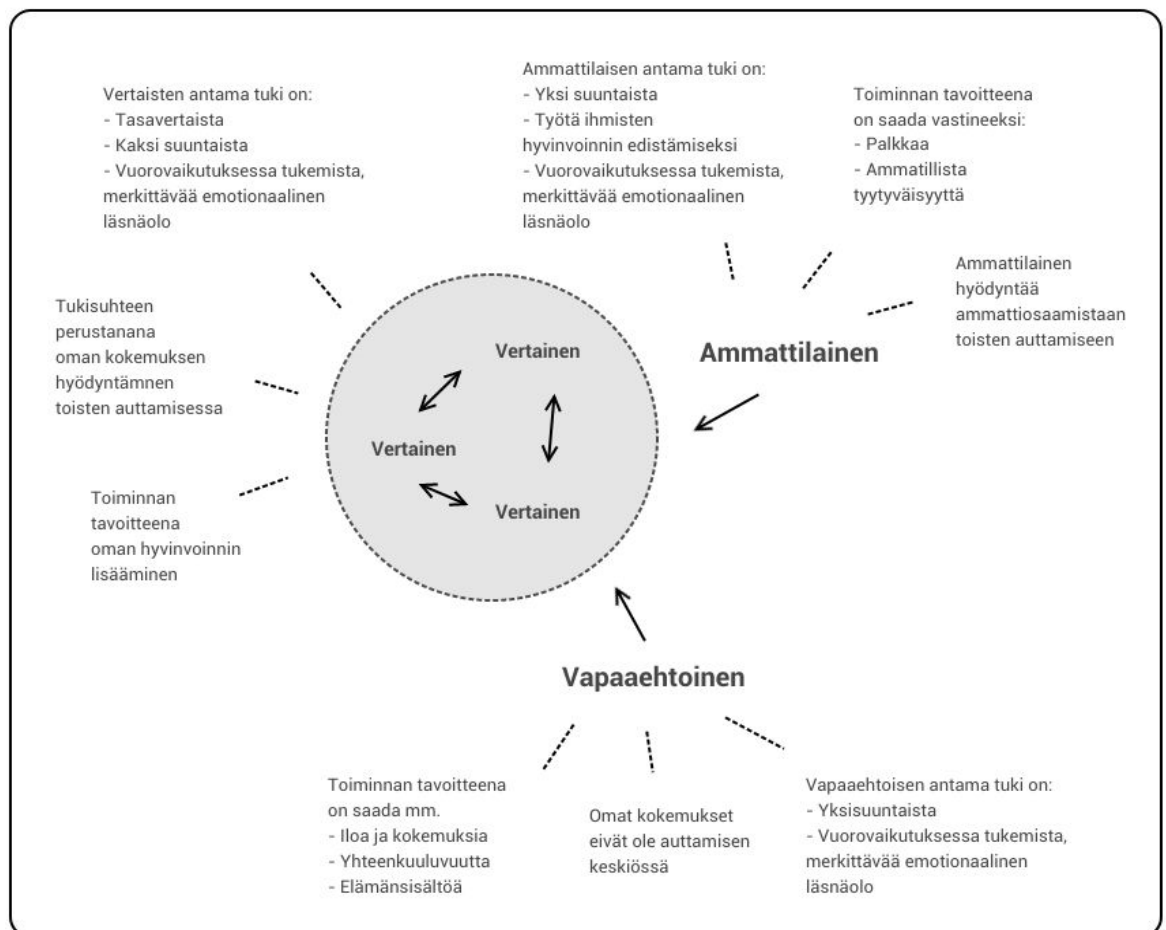 Vertaisten antama tuki on:
- Tasavertaista
- Kaksi suuntaista
- Vuorovaikutuksessa tukemista,
merkittävää emotionaalinen
läsnäolo
Ammattilaisen antama tuki on:
- Yksi suuntaista
- Työtä ihmisten
hyvinvoinnin edistämiseksi
- Vuorovaikutuksessa tukemista,
merkittävää emotionaalinen
läsnäolo
Toiminnan tavoitteena
on saada vastineeksi:
- Palkkaa
- Ammatillista
tyytyväisyyttä
Ammattilainen
hyödyntää
ammattiosaamistaan
toisten auttamiseen
Tukisuhteen
perustanana
oman kokemuksen
hyödyntämnen
toisten auttamisessa
Toiminnan
tavoitteena
oman hyvinvoinnin
lisääminen
Vertainen
Vertainen
Vertainen
Ammattilainen
Vapaaehtoinen
Toiminnan tavoitteena
on saada mm.
- Iloa ja kokemuksia
- Yhteenkuuluvuutta
- Elämänsisältöä
Omat kokemukset
eivät ole auttamisen
keskiössä
Vapaaehtoisen antama tuki on:
- Yksisuuntaista
- Vuorovaikutuksessa tukemista,
merkittävää emotionaalinen
läsnäolo